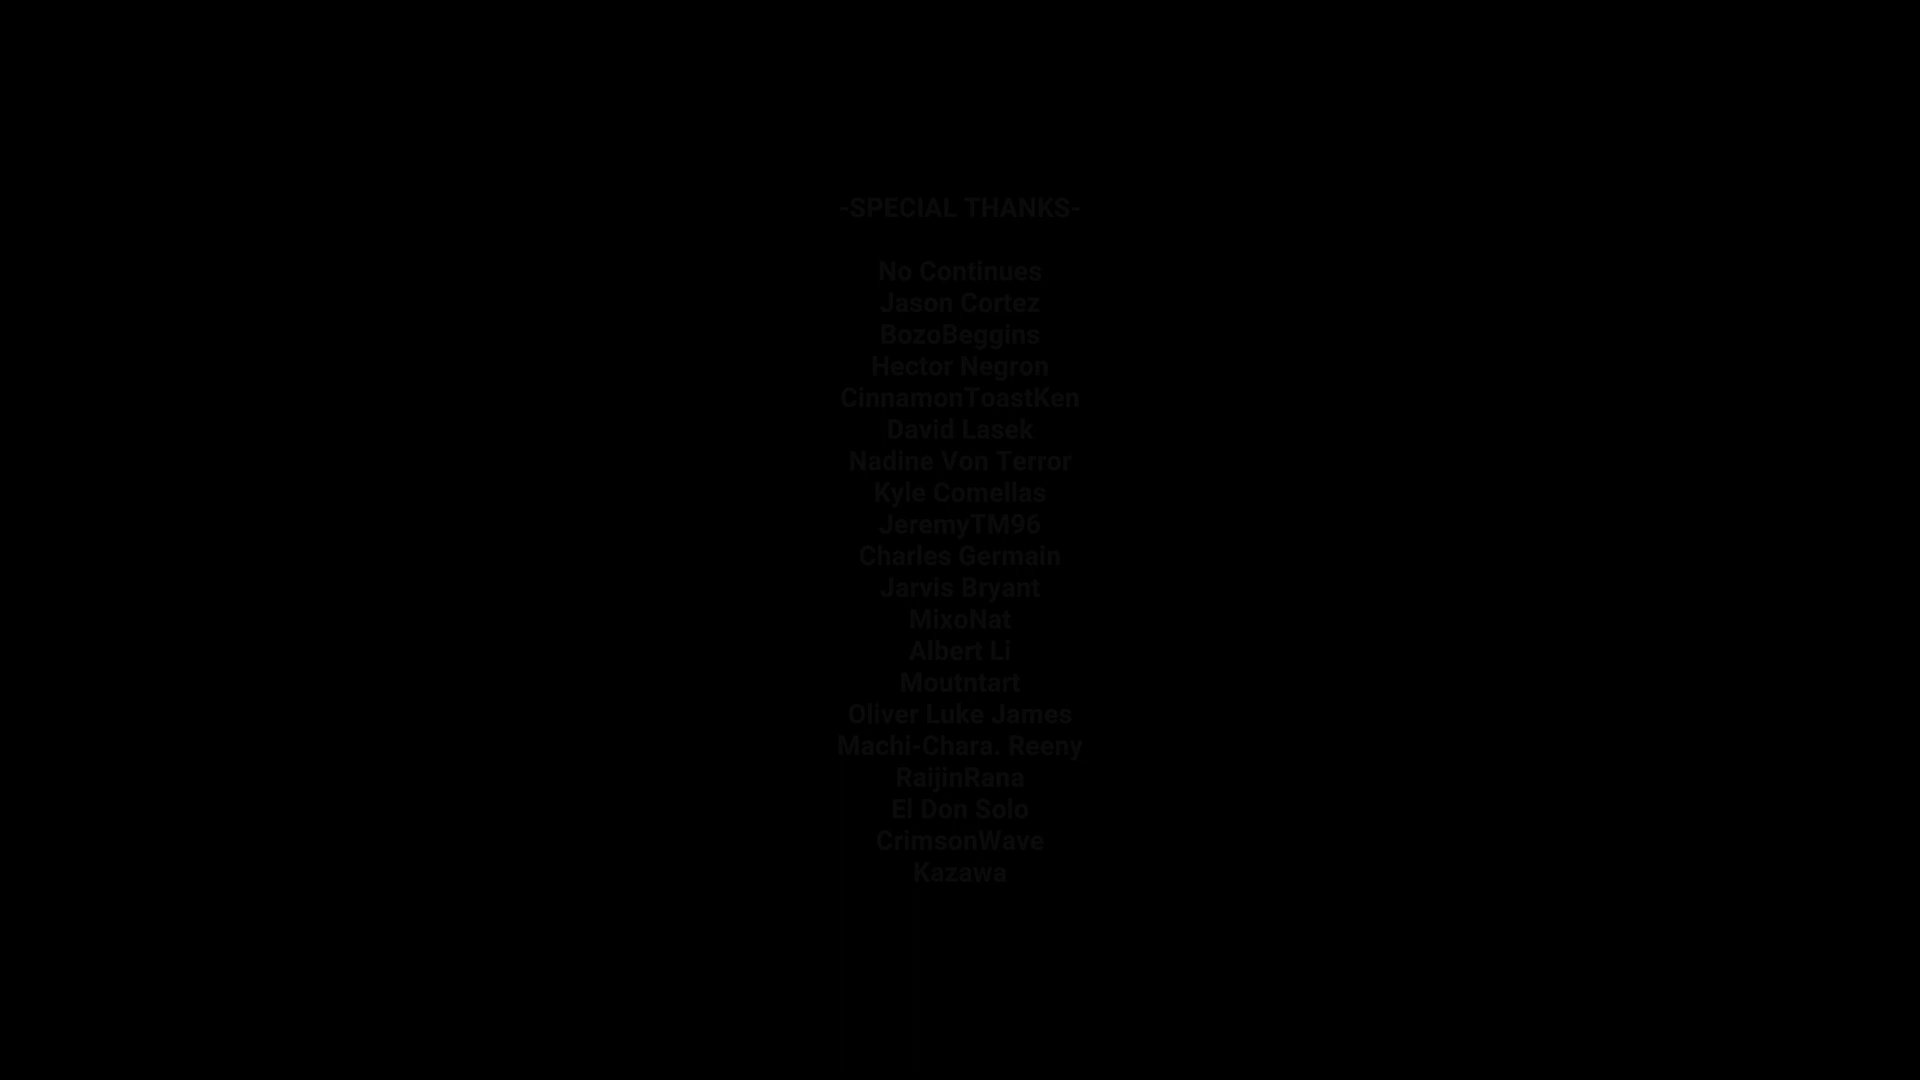 -SPECIAL THANKS-
No Continues
Jason Cortez
BozoBeggins
Hector Negron
CinnamonToastKen
David Lasek
Nadine Von Terror
Kyle Comellas
JeremyTM96
Charles Germain
Jarvis Bryant
MixoNat
Albert Li
Moutntart
Oliver Luke James
Machi-Chara. Reeny
RaijinRana
El Don Solo
CrimsonWave
Kazawa